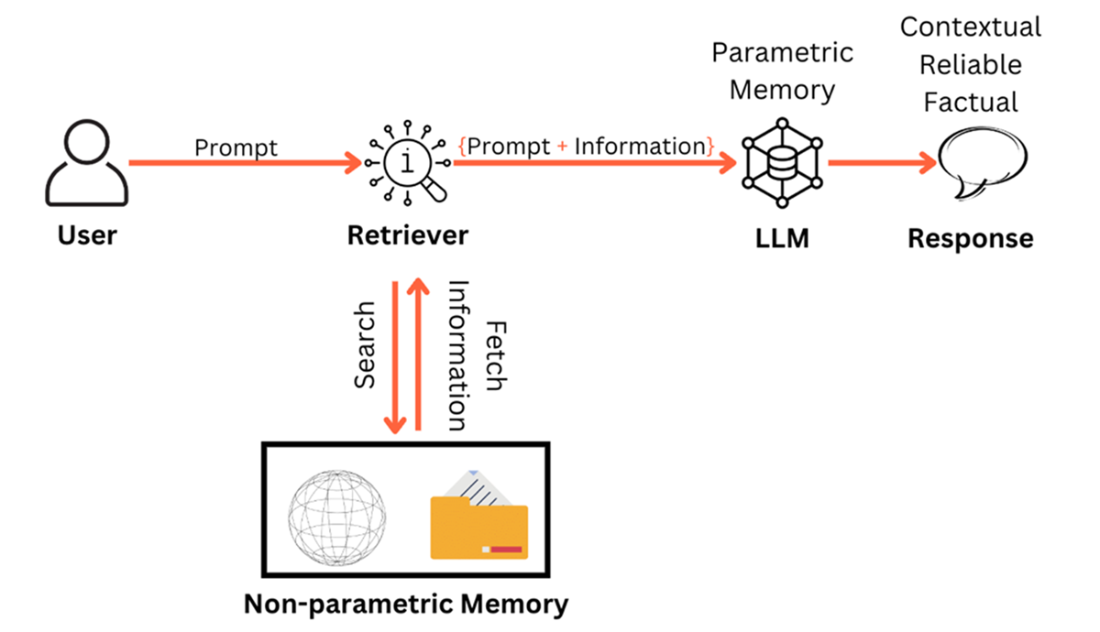 Contextual
Reliable
Factual
Parametric
Memory
Prompt
{Prompt + Information}
User
Retriever
LLM
Response
Search
Fetch
Information
Non-parametric Memory